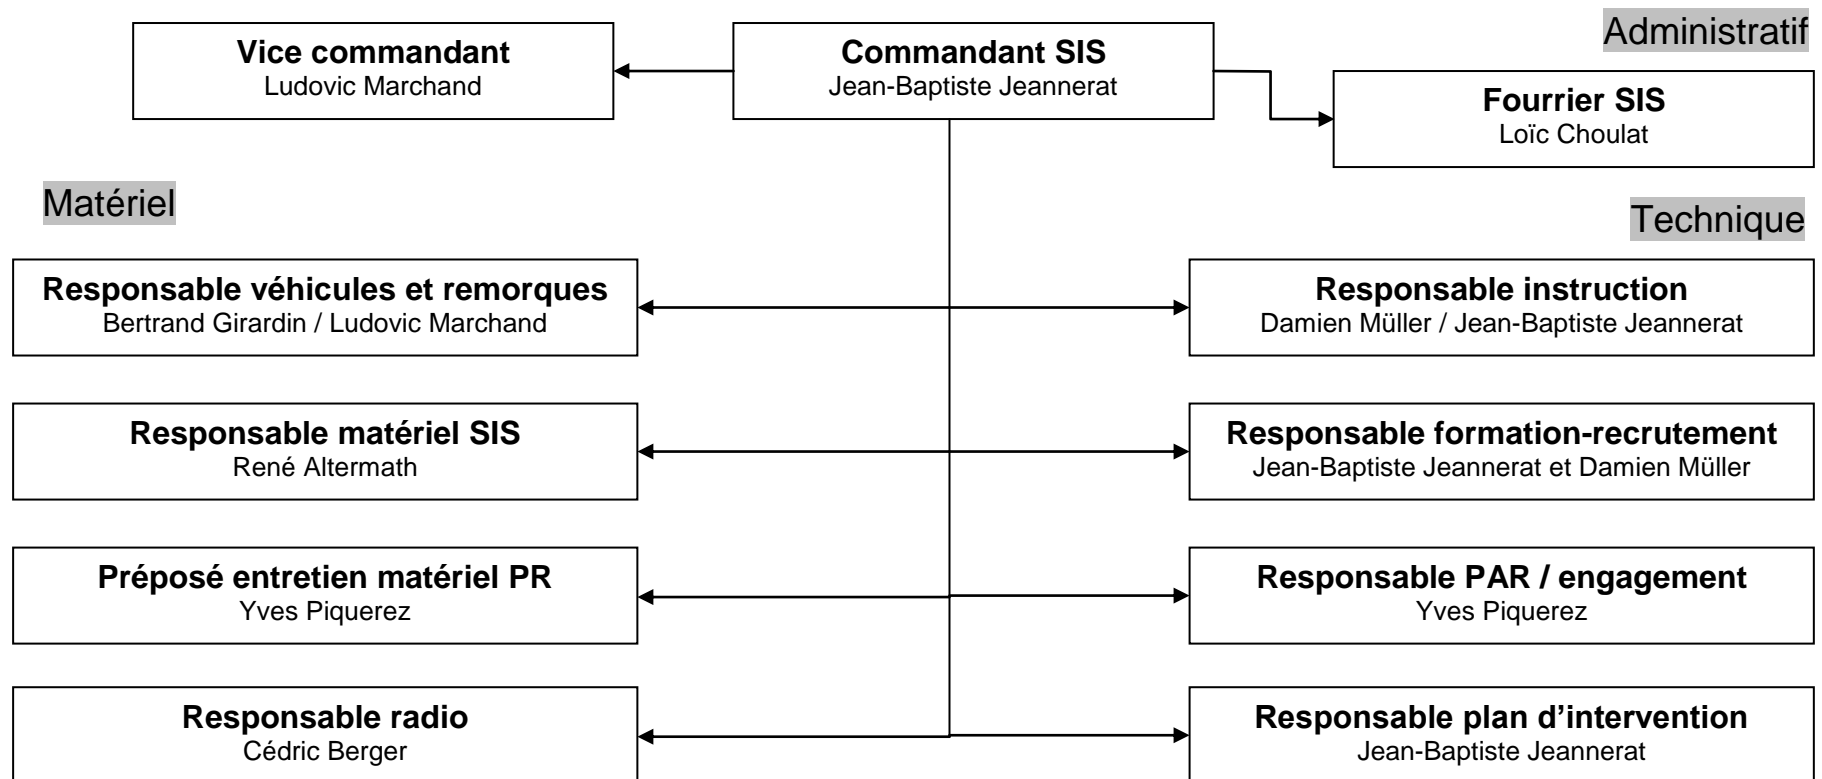 Administratif
Vice commandant
Ludovic Marchand
Commandant SIS
Jean-Baptiste Jeannerat
Fourrier SIS
Loïc Choulat
Matériel
Technique
Responsable véhicules et remorques
Bertrand Girardin / Ludovic Marchand
Responsable instruction
Damien Müller / Jean-Baptiste Jeannerat
Responsable matériel SIS
René Altermath
Responsable formation-recrutement
Jean-Baptiste Jeannerat et Damien Müller
Préposé entretien matériel PR
Yves Piquerez
Responsable PAR / engagement
Yves Piquerez
Responsable radio
Cédric Berger
Responsable plan d’intervention
Jean-Baptiste Jeannerat